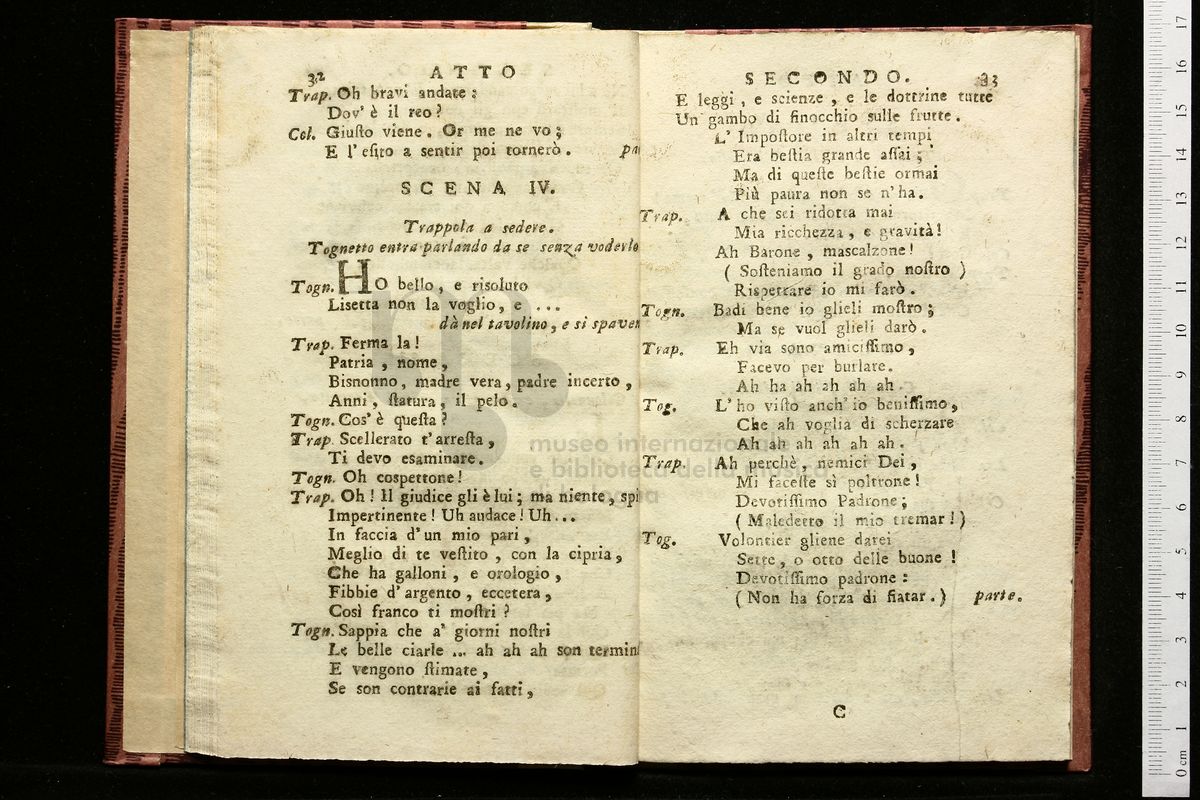 32 ATTO
Trap. Oh bravi andate:
Dov' è il reo?
Col. Giuſto viene. Or me ne vo;
E l' eſito a sentir poi tornerò. pa
SCENA IV.
Trappola a sedere.
Tognetto entra parlando da se senza vederlo
Togn. HO bello, e risoluto
Lisetta non la voglio, e ...
dà nel tavolino, e si spaven
Trap. Ferma la!
Patria, nome,
Bisnonno, madre vera, padre incerto,
Anni, ſtatura, il pelo.
Togn. Cos' è queſta?
Trap. Scellerato t' arreſta,
Ti devo esaminare.
Togn. Oh cospettone!
Trap. Oh! Il giudice gli è lui; ma niente, spi
Impertinente! Uh audace! Uh...
In faccia d' un mio pari,
Meglio di te veſtito, con la cipria,
Che ha galloni, e orologio,
Fibbie d' argento, eccetera,
Così franco ti moſtri?
Togn. Sappia che a' giorni noſtri
Le belle ciarle ... ah ah ah son termin
E vengono ſtimate,
Se son contrarie ai fatti,
SECONDO. 33
E leggi, e scienze, e le dottrine tutte
Un gambo di finocchio sulle frutte.
L' Impoſtore in altri tempi
Era beſtia grande aſſai;
Ma di queſte beſtie ormai
Più paura non se n' ha.
Trap. A che sei ridotta mai
Mia ricchezza, e gravità!
Ah Barone, mascalzone!
(Soſteniamo il grado noſtro)
Rispettare io mi farò.
Togn. Badi bene io glieli moſtro;
Ma se vuol glieli darò.
Trap. Eh via sono amiciſſimo,
Facevo per burlare.
Ah ha ah ah ah ah.
Tog. L' ho viſto anch' io beniſſimo,
Che ah voglia di scherzare
Ah ah ah ah ah ah.
Trap. Ah perchè, nemici Dei,
Mi faceſte sì poltrone!
Devotiſſimo Padrone;
(Maledetto il mio tremar!)
Tog. Volontier gliene darei
Sette, o otto delle buone!
Devotiſſimo padrone:
(Non ha forza di fiatar.) parte.
C
museo internazionale
e biblioteca della musica